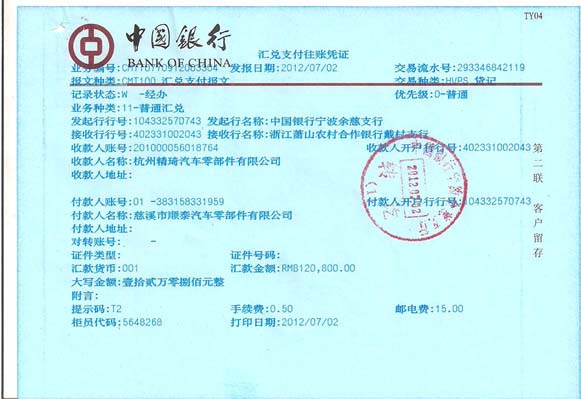 TY04
中国银行
BANK OF CHINA
汇兑支付往账凭证
发报日期:2012/07/02 交易流水号:293346842119
报文种类:CMT100 汇兑支付报文 交易种类:HVPS 贷记
记录状态:W -经办 优先级:0-普通
业务种类:11-普通汇兑
发起行行号:104332570743 发起行名称:中国银行宁波余慈支行
接收行行号:402331002043 接收行名称:浙江萧山农村合作银行戴村支行
收款人账号:201000056018764 收款人开户行行号:402331002043
收款人名称:杭州精琦汽车零部件有限公司
收款人地址:
付款人账号:01 -383158331959 付款人开户行行号:104332570743
付款人名称:慈溪市顺泰汽车零部件有限公司
付款人地址:
对转账号: -
证件类型: 证件号码:
汇款货币:001 汇款金额:RMB120,800.00
大写金额:壹拾贰万零捌佰元整
附言:
提示码:T2 手续费:0.50 邮电费:15.00
柜员代码:5648268 打印日期:2012/07/02
第二联 客户留存
2012.07.02